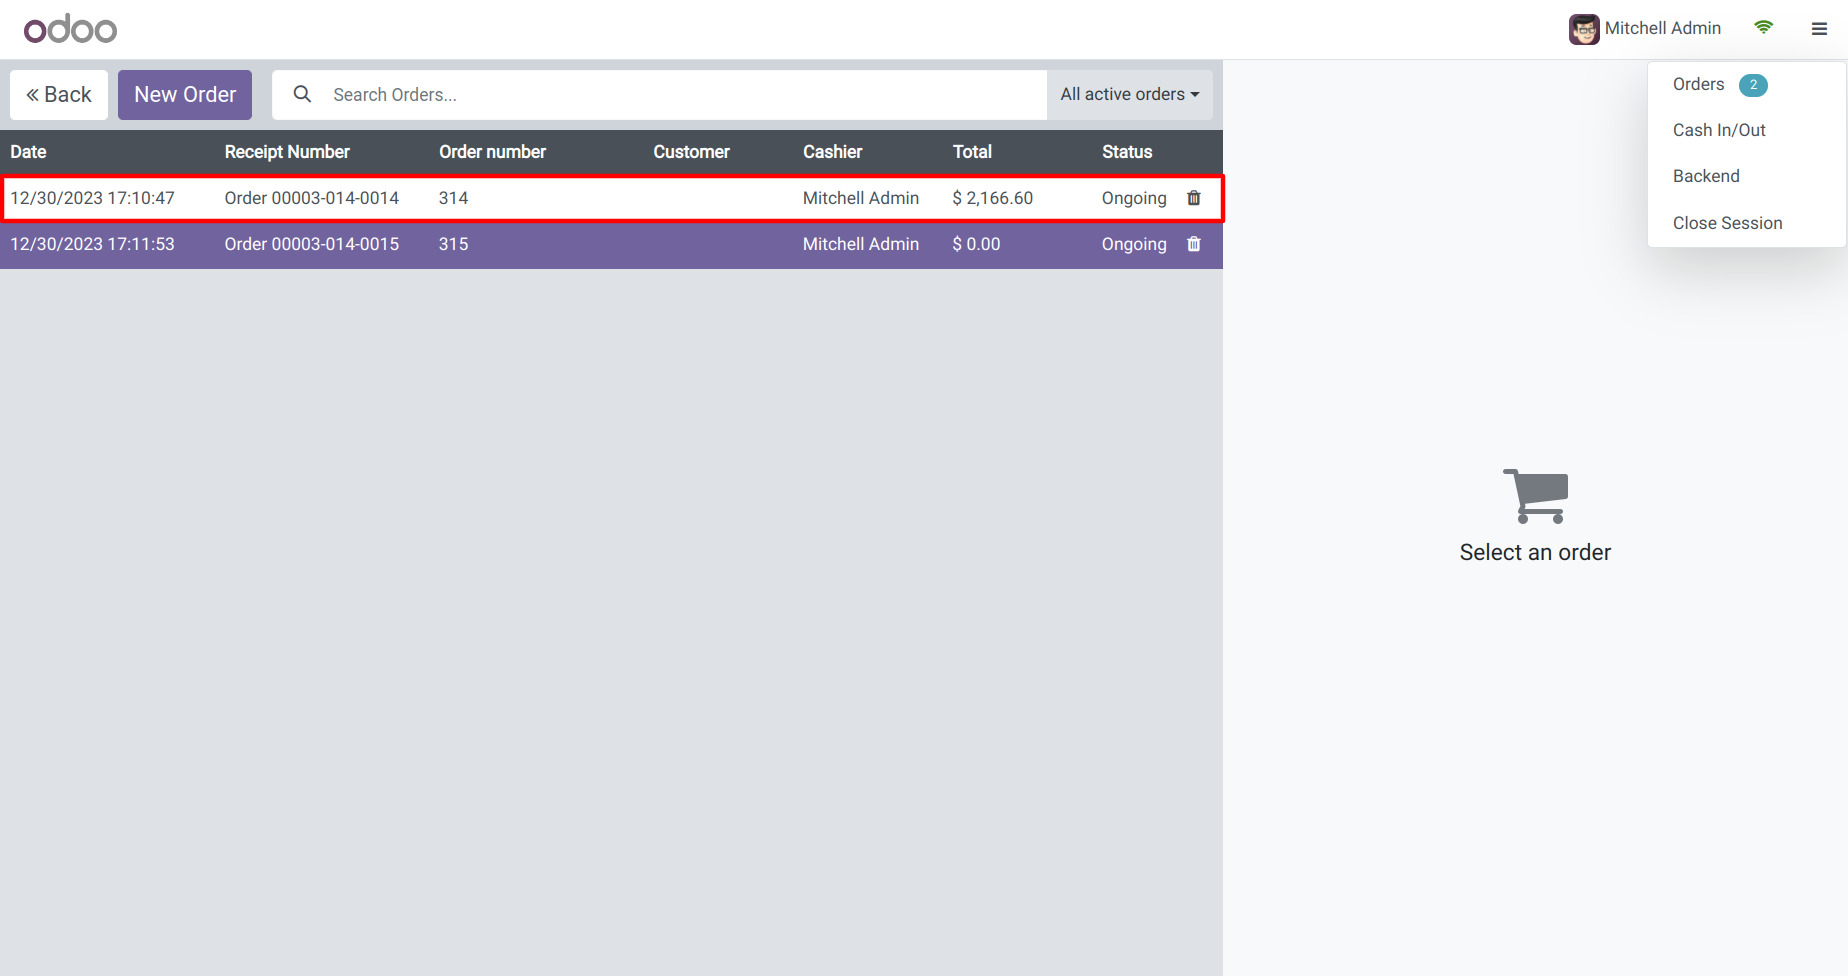 odoo
Mitchell Admin
Back New Order Search Orders... All active orders
Orders 2
Cash In/Out
Backend
Close Session
Date Receipt Number Order number Customer Cashier Total Status
12/30/2023 17:10:47 Order 00003-014-0014 314 Mitchell Admin $ 2,166.60 Ongoing
12/30/2023 17:11:53 Order 00003-014-0015 315 Mitchell Admin $ 0.00 Ongoing
Select an order